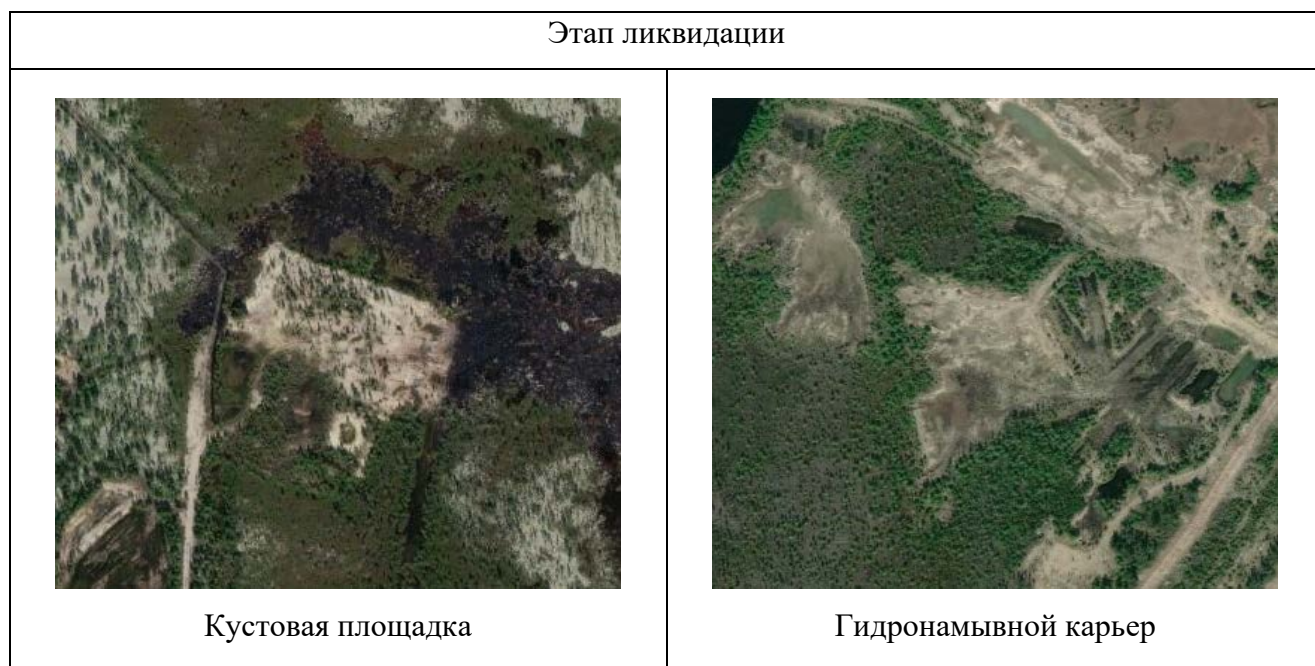 Этап ликвидации
Кустовая площадка
Гидронамывной карьер